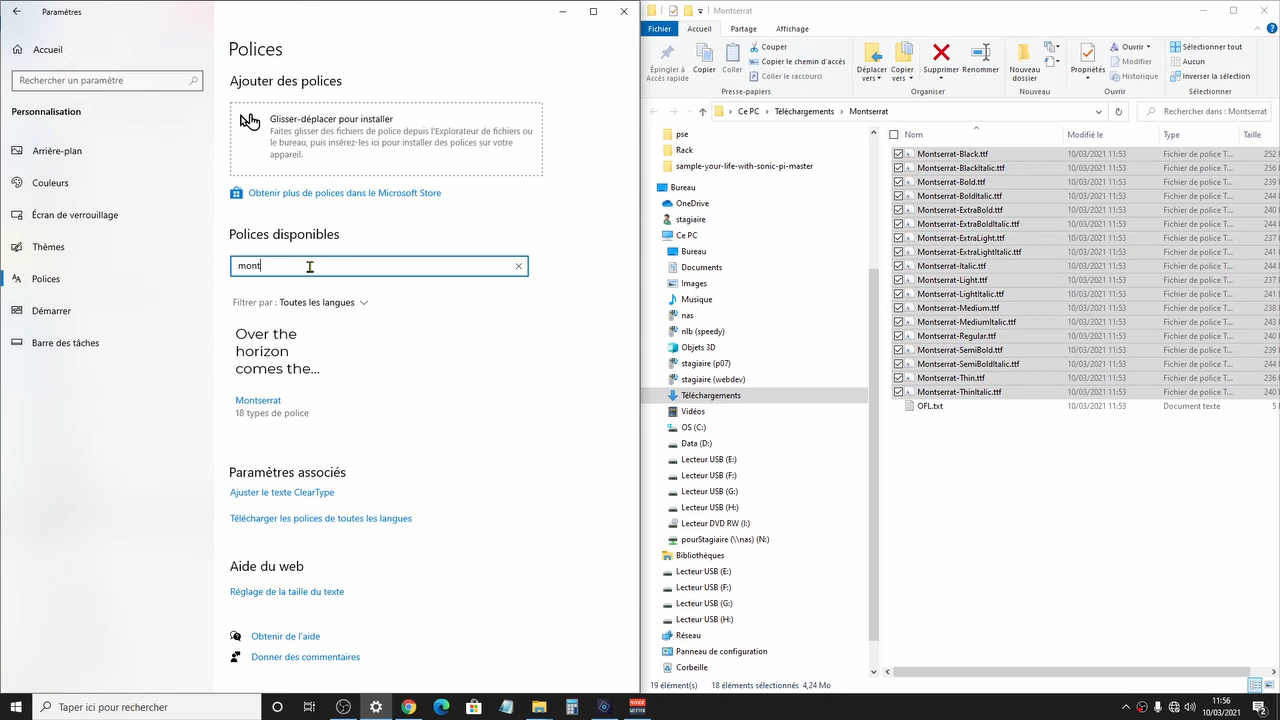 Paramètres
Accueil
Rechercher un paramètre
sonnalisation
Arrière-plan
Couleurs
Écran de verrouillage
Thèmes
Polices
Démarrer
Barre des tâches
Polices
Ajouter des polices
Glisser-déplacer pour installer
Faites glisser des fichiers de police depuis l'Explorateur de fichiers ou
le bureau, puis insérez-les ici pour installer des polices sur votre
appareil.
Obtenir plus de polices dans le Microsoft Store
Polices disponibles
mont
Filtrer par : Toutes les langues
Over the
horizon
comes the...
Montserrat
18 types de police
Paramètres associés
Ajuster le texte ClearType
Télécharger les polices de toutes les langues
Aide du web
Réglage de la taille du texte
Obtenir de l'aide
Donner des commentaires
Montserrat
Fichier Accueil Partage Affichage
Épingler à
Accès rapide
Copier
Coller
Couper
Copier le chemin d'accès
Coller le raccourci
Presse-papiers
Déplacer
vers
Copier
vers
Supprimer
Renommer
Organiser
Nouveau
dossier
Nouveau
Propriétés
Ouvrir
Modifier
Historique
Ouvrir
Sélectionner tout
Aucun
Inverser la sélection
Sélectionner
Ce PC > Téléchargements > Montserrat
Rechercher dans : Montserrat
pse
Rack
sample-your-life-with-sonic-pi-master
Bureau
OneDrive
stagiaire
Ce PC
Bureau
Documents
Images
Musique
nas
nlb (speedy)
Objets 3D
stagiaire (p07)
stagiaire (webdev)
Téléchargements
Vidéos
OS (C:)
Data (D:)
Lecteur USB (E:)
Lecteur USB (F:)
Lecteur USB (G:)
Lecteur USB (H:)
Lecteur DVD RW (I:)
pourStagiaire (\\nas) (N:)
Bibliothèques
Lecteur USB (E:)
Lecteur USB (F:)
Lecteur USB (G:)
Lecteur USB (H:)
Réseau
Panneau de configuration
Corbeille
Nom Modifié le Type Taille
Montserrat-Black.ttf 10/03/2021 11:53 Fichier de police T... 252
Montserrat-BlackItalic.ttf 10/03/2021 11:53 Fichier de police T... 256
Montserrat-Bold.ttf 10/03/2021 11:53 Fichier de police T... 239
Montserrat-BoldItalic.ttf 10/03/2021 11:53 Fichier de police T... 244
Montserrat-ExtraBold.ttf 10/03/2021 11:53 Fichier de police T... 240
Montserrat-ExtraBoldItalic.ttf 10/03/2021 11:53 Fichier de police T... 244
Montserrat-ExtraLight.ttf 10/03/2021 11:53 Fichier de police T... 237
Montserrat-ExtraLightItalic.ttf 10/03/2021 11:53 Fichier de police T... 241
Montserrat-Italic.ttf 10/03/2021 11:53 Fichier de police T... 244
Montserrat-Light.ttf 10/03/2021 11:53 Fichier de police T... 237
Montserrat-LightItalic.ttf 10/03/2021 11:53 Fichier de police T... 241
Montserrat-Medium.ttf 10/03/2021 11:53 Fichier de police T... 238
Montserrat-MediumItalic.ttf 10/03/2021 11:53 Fichier de police T... 243
Montserrat-Regular.ttf 10/03/2021 11:53 Fichier de police T... 240
Montserrat-SemiBold.ttf 10/03/2021 11:53 Fichier de police T... 239
Montserrat-SemiBoldItalic.ttf 10/03/2021 11:53 Fichier de police T... 244
Montserrat-Thin.ttf 10/03/2021 11:53 Fichier de police T... 236
Montserrat-ThinItalic.ttf 10/03/2021 11:53 Fichier de police T... 240
OFL.txt 10/03/2021 11:53 Document texte 5
19 élément(s) 18 éléments sélectionnés 4,24 Mo
Taper ici pour rechercher
11:56
10/03/2021
2